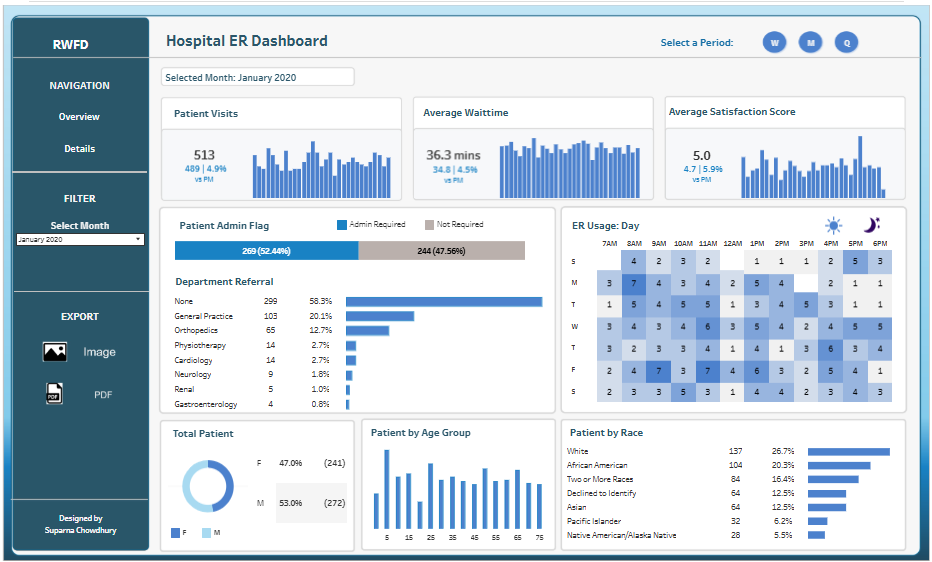 RWFD
NAVIGATION
Overview
Details
FILTER
Select Month
January 2020
EXPORT
Image
PDF
PDF
Designed by
Suparna Chowdhury
Hospital ER Dashboard
Select a Period:
W M Q
Selected Month: January 2020
Patient Visits
513
489 | 4.9%
vs PM
Average Waittime
36.3 mins
34.8 | 4.5%
vs PM
Average Satisfaction Score
5.0
4.7 | 5.9%
vs PM
Patient Admin Flag
Admin Required
Not Required
269 (52.44%) 244 (47.56%)
Department Referral
None 299 58.3%
General Practice 103 20.1%
Orthopedics 65 12.7%
Physiotherapy 14 2.7%
Cardiology 14 2.7%
Neurology 9 1.8%
Renal 5 1.0%
Gastroenterology 4 0.8%
ER Usage: Day
7AM 8AM 9AM 10AM 11AM 12AM 1PM 2PM 3PM 4PM 5PM 6PM
S 4 2 3 2 1 1 1 2 5 3
M 3 7 4 3 4 2 5 4 2 1 1
T 1 5 4 5 5 1 3 4 5 3 1 1
W 3 4 3 4 6 3 5 4 2 4 5 5
T 3 2 3 3 4 1 4 1 3 6 3 4
F 2 4 7 3 7 4 6 3 2 5 4 1
S 2 3 3 5 3 1 4 4 2 3 4 3
Total Patient
F 47.0% (241)
M 53.0% (272)
F M
Patient by Age Group
5 15 25 35 45 55 65 75
Patient by Race
White 137 26.7%
African American 104 20.3%
Two or More Races 84 16.4%
Declined to Identify 64 12.5%
Asian 64 12.5%
Pacific Islander 32 6.2%
Native American/Alaska Native 28 5.5%